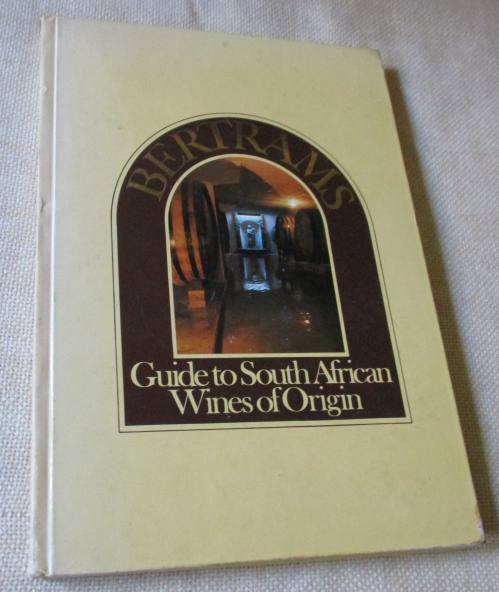 BERTRAMS
Guide to South African
Wines of Origin